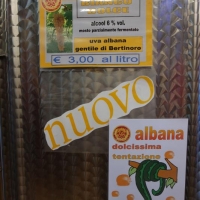 alcool 6 % vol.
mosto parzialmente fermentato
uva albana
gentile di Bertinoro
€ 3,00 al litro
nuovo
albana
dolcissima
tentazione